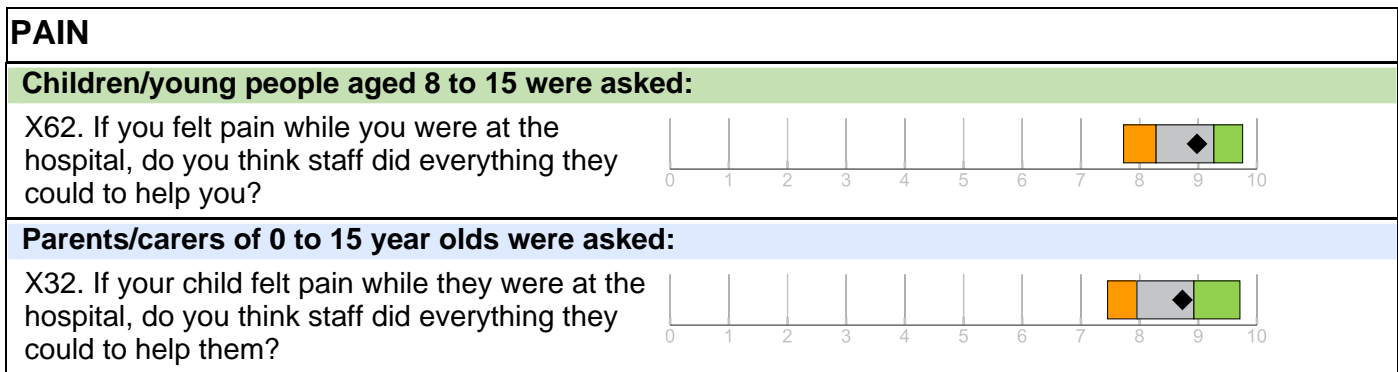 PAIN
Children/young people aged 8 to 15 were asked:
X62. If you felt pain while you were at the
hospital, do you think staff did everything they
could to help you?
0 1 2 3 4 5 6 7 8 9 10
Parents/carers of 0 to 15 year olds were asked:
X32. If your child felt pain while they were at the
hospital, do you think staff did everything they
could to help them?
0 1 2 3 4 5 6 7 8 9 10